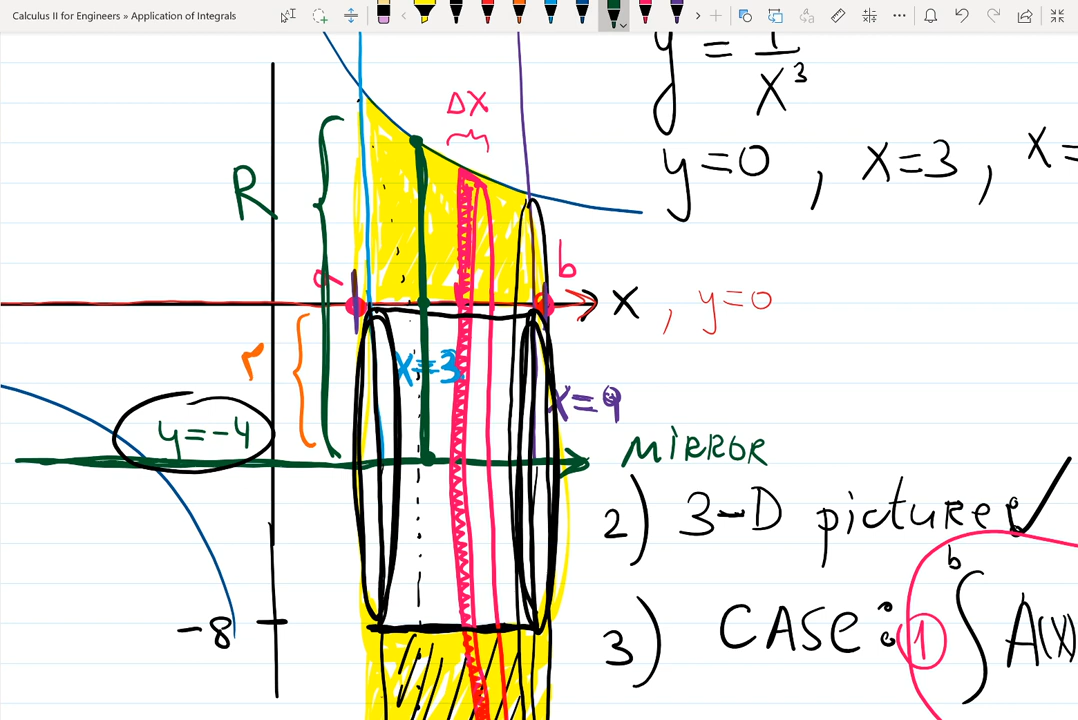 Calculus II for Engineers » Application of Integrals
y = 1/x³
y=0 , x=3 , x=
Δx
R
a
b
x , y=0
r
x=3
x=9
y=-4
MIRROR
2) 3-D picture ✓
3) CASE: ① ∫ b A(x)
-8